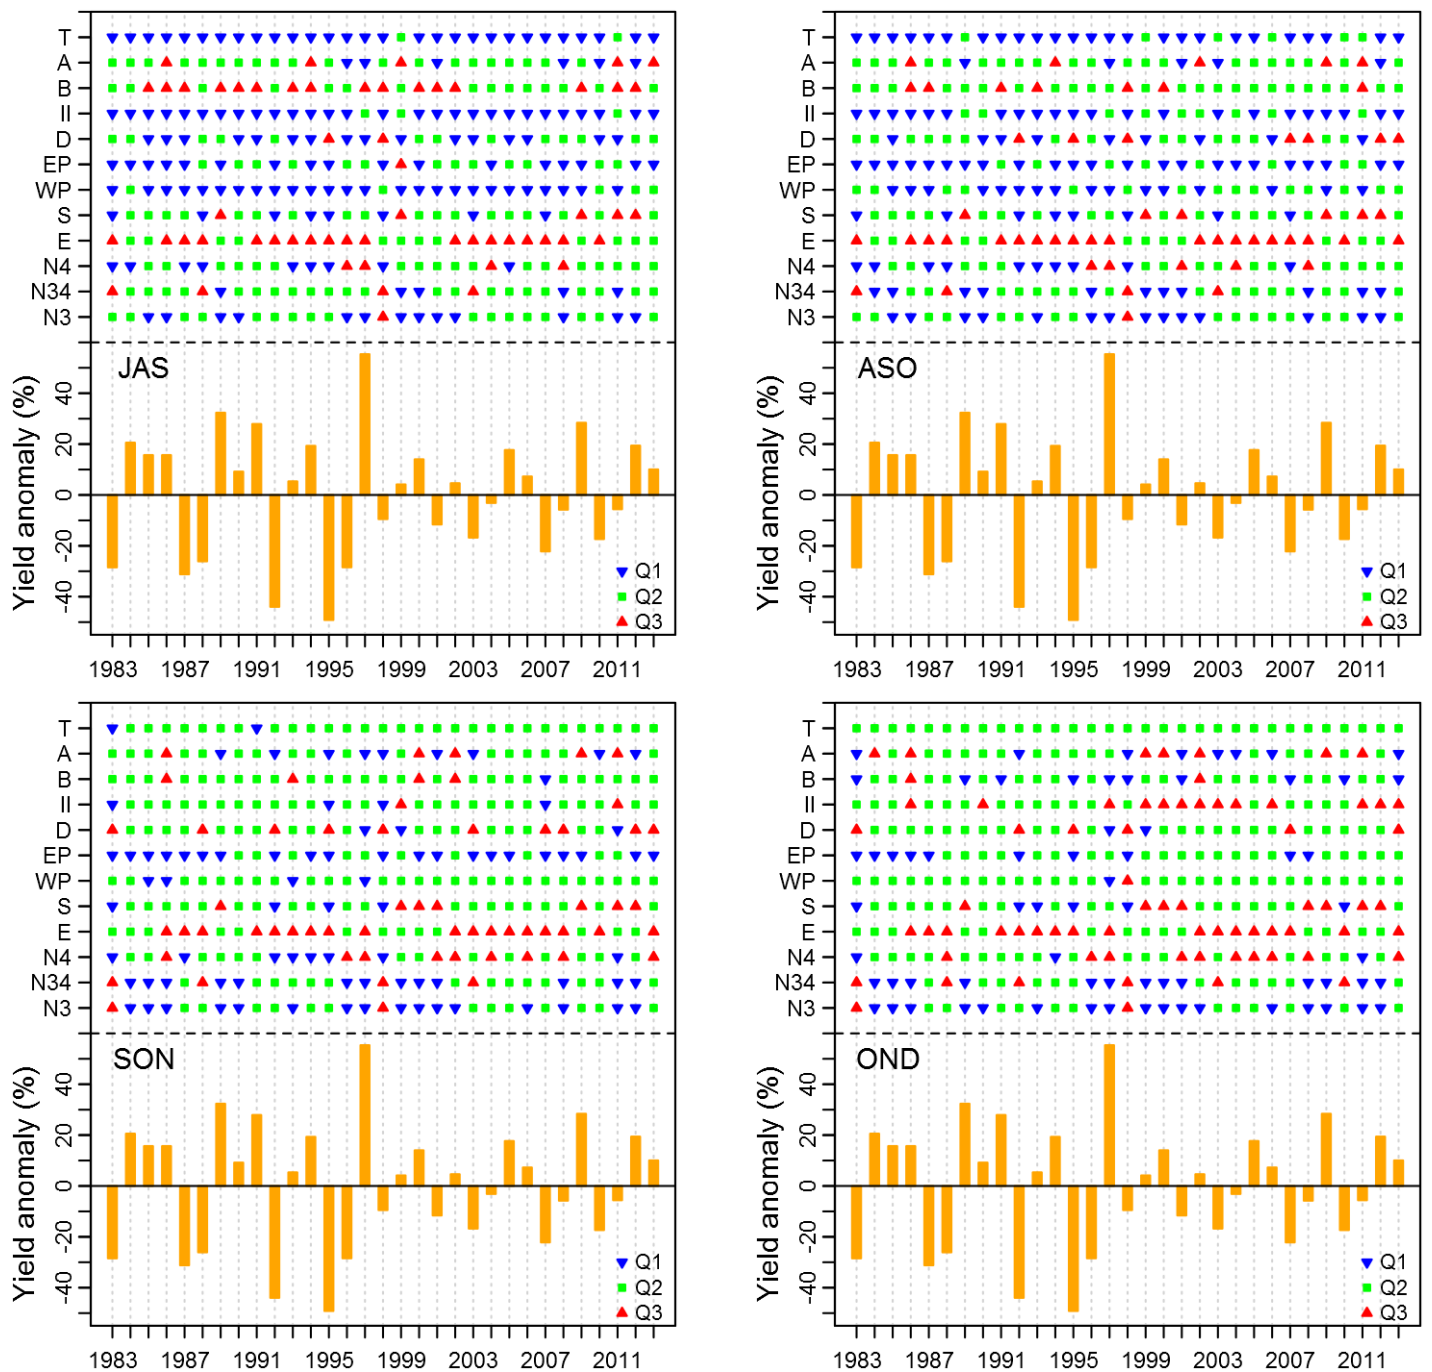 T
A
B
II
D
EP
WP
S
E
N4
N34
N3
JAS
Yield anomaly (%)
40
20
0
-20
-40
Q1
Q2
Q3
1983 1987 1991 1995 1999 2003 2007 2011
T
A
B
II
D
EP
WP
S
E
N4
N34
N3
ASO
Yield anomaly (%)
40
20
0
-20
-40
Q1
Q2
Q3
1983 1987 1991 1995 1999 2003 2007 2011
T
A
B
II
D
EP
WP
S
E
N4
N34
N3
SON
Yield anomaly (%)
40
20
0
-20
-40
Q1
Q2
Q3
1983 1987 1991 1995 1999 2003 2007 2011
T
A
B
II
D
EP
WP
S
E
N4
N34
N3
OND
Yield anomaly (%)
40
20
0
-20
-40
Q1
Q2
Q3
1983 1987 1991 1995 1999 2003 2007 2011